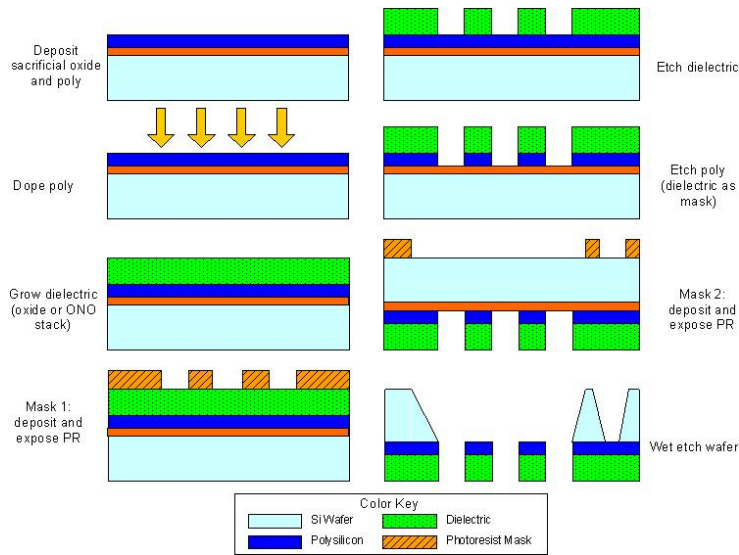 Deposit
sacrificial oxide
and poly
Dope poly
Grow dielectric
(oxide or ONO
stack)
Mask 1:
deposit and
expose PR
Etch dielectric
Etch poly
(dielectric as
mask)
Mask 2:
deposit and
expose PR
Wet etch wafer
Color Key
Si Wafer
Dielectric
Polysilicon
Photoresist Mask